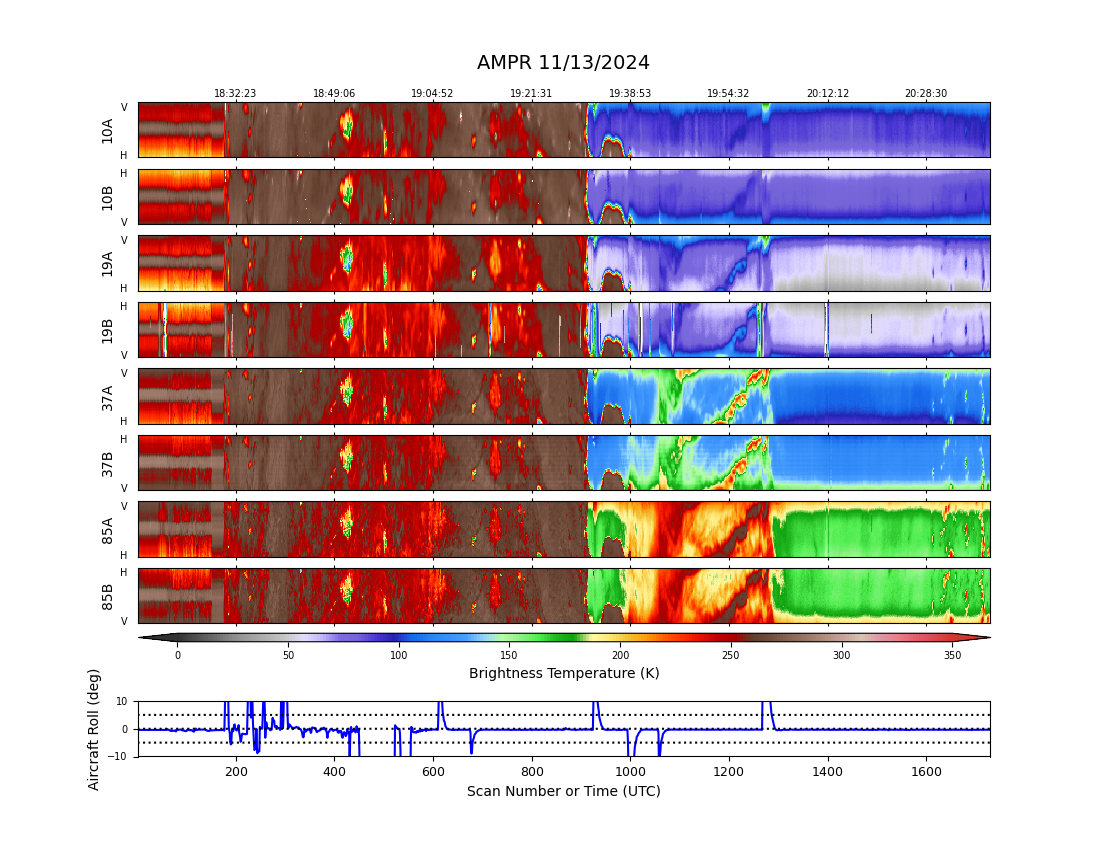 AMPR 11/13/2024
18:32:23 18:49:06 19:04:52 19:21:31 19:38:53 19:54:32 20:12:12 20:28:30
V
10A
H
H
10B
V
V
19A
H
H
19B
V
V
37A
H
H
37B
V
V
85A
H
H
85B
V
0 50 100 150 200 250 300 350
Brightness Temperature (K)
Aircraft Roll (deg)
10
0
−10
200 400 600 800 1000 1200 1400 1600
Scan Number or Time (UTC)